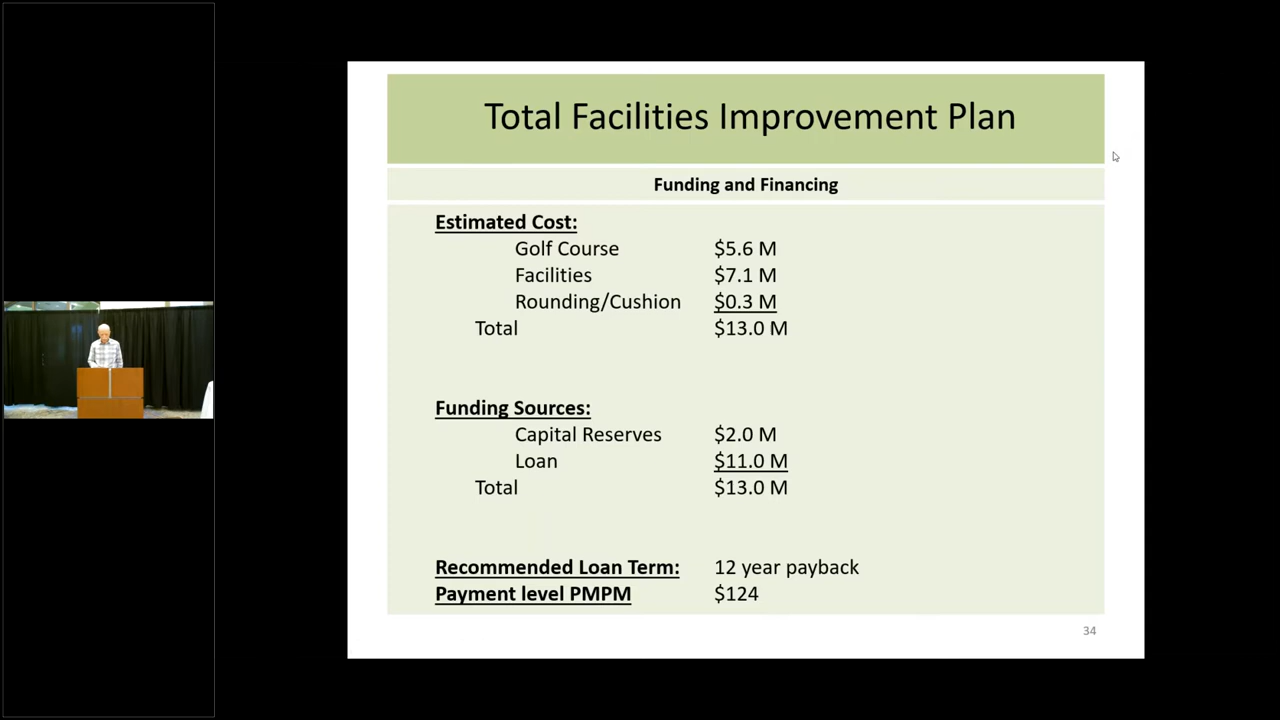 Total Facilities Improvement Plan
Funding and Financing
Estimated Cost:
Golf Course $5.6 M
Facilities $7.1 M
Rounding/Cushion $0.3 M
Total $13.0 M
Funding Sources:
Capital Reserves $2.0 M
Loan $11.0 M
Total $13.0 M
Recommended Loan Term: 12 year payback
Payment level PMPM $124
34